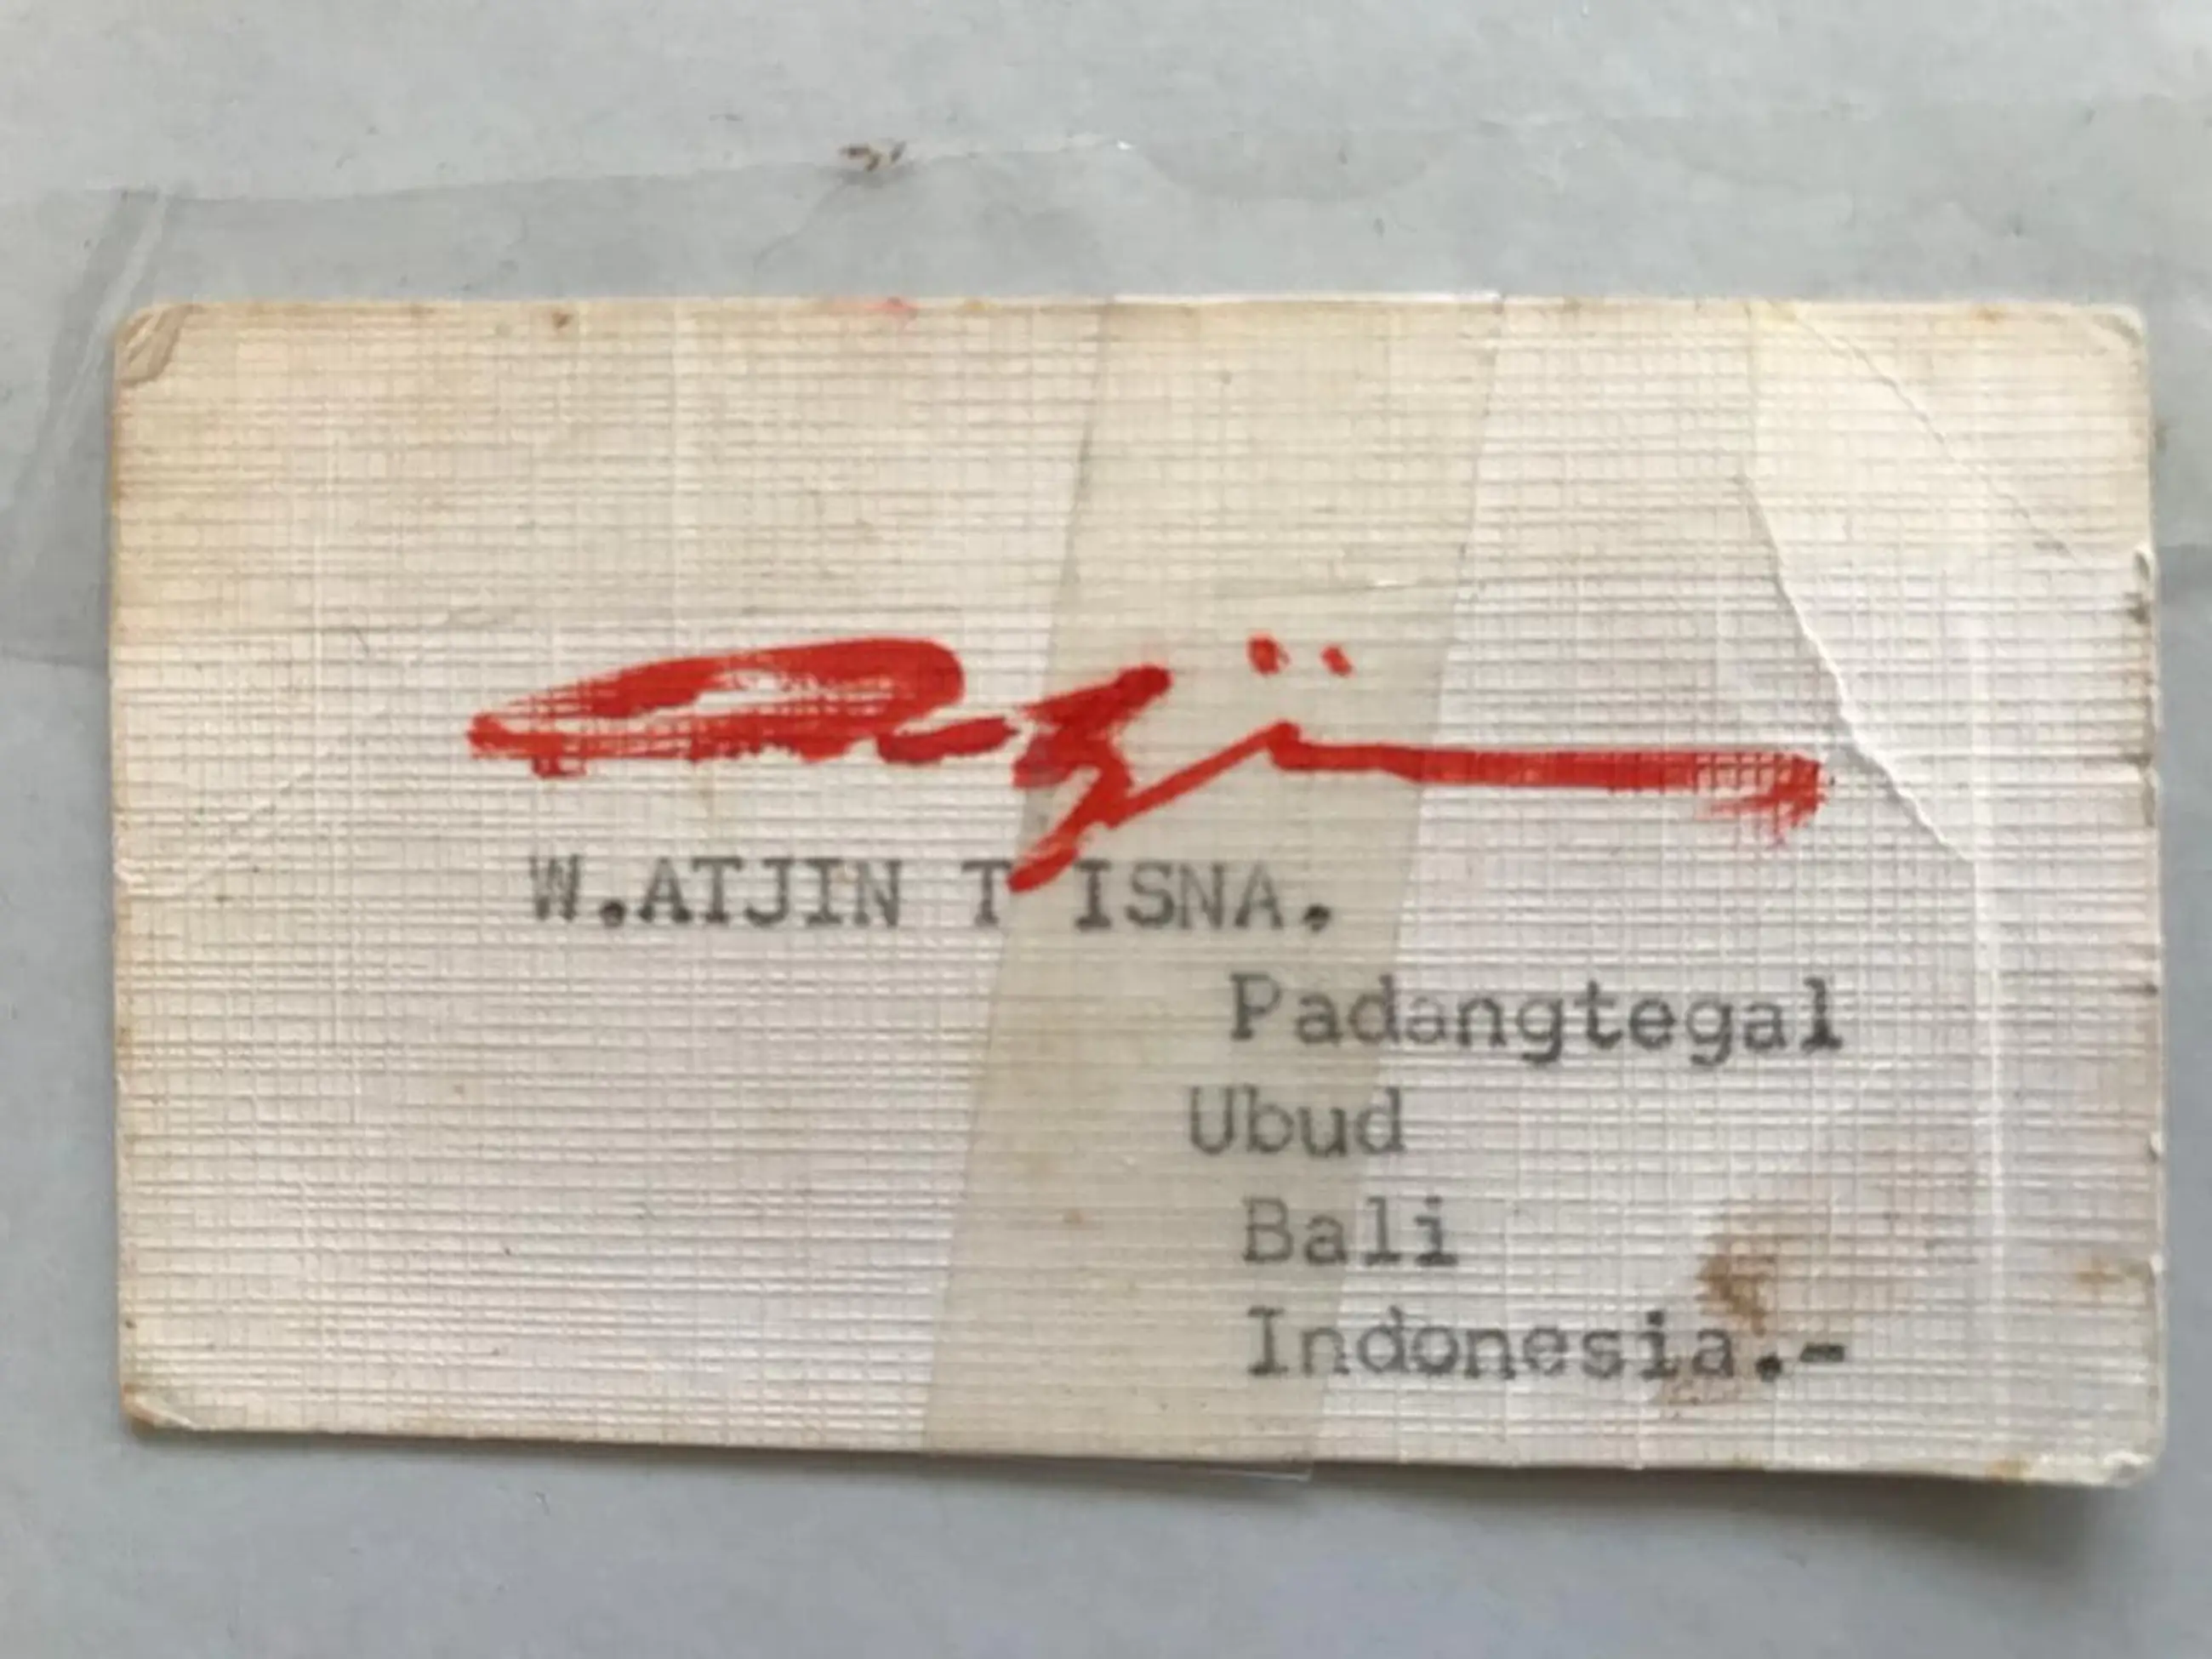 W.ATJIN T ISNA.
Padangtegal
Ubud
Bali
Indonesia.-